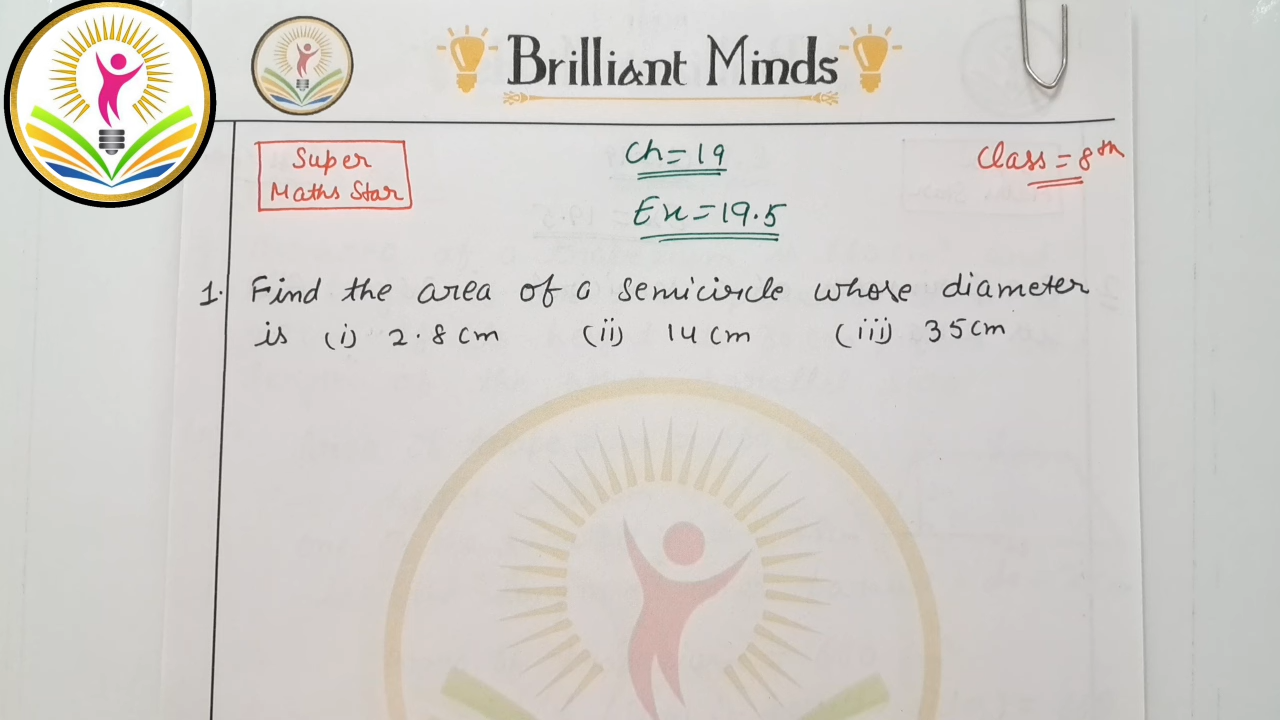 Brilliant Minds
Super
Maths Star
Ch = 19
Ex = 19.5
Class = 8th
1. Find the area of a semicircle whose diameter
is (i) 2.8 cm (ii) 14 cm (iii) 35 cm